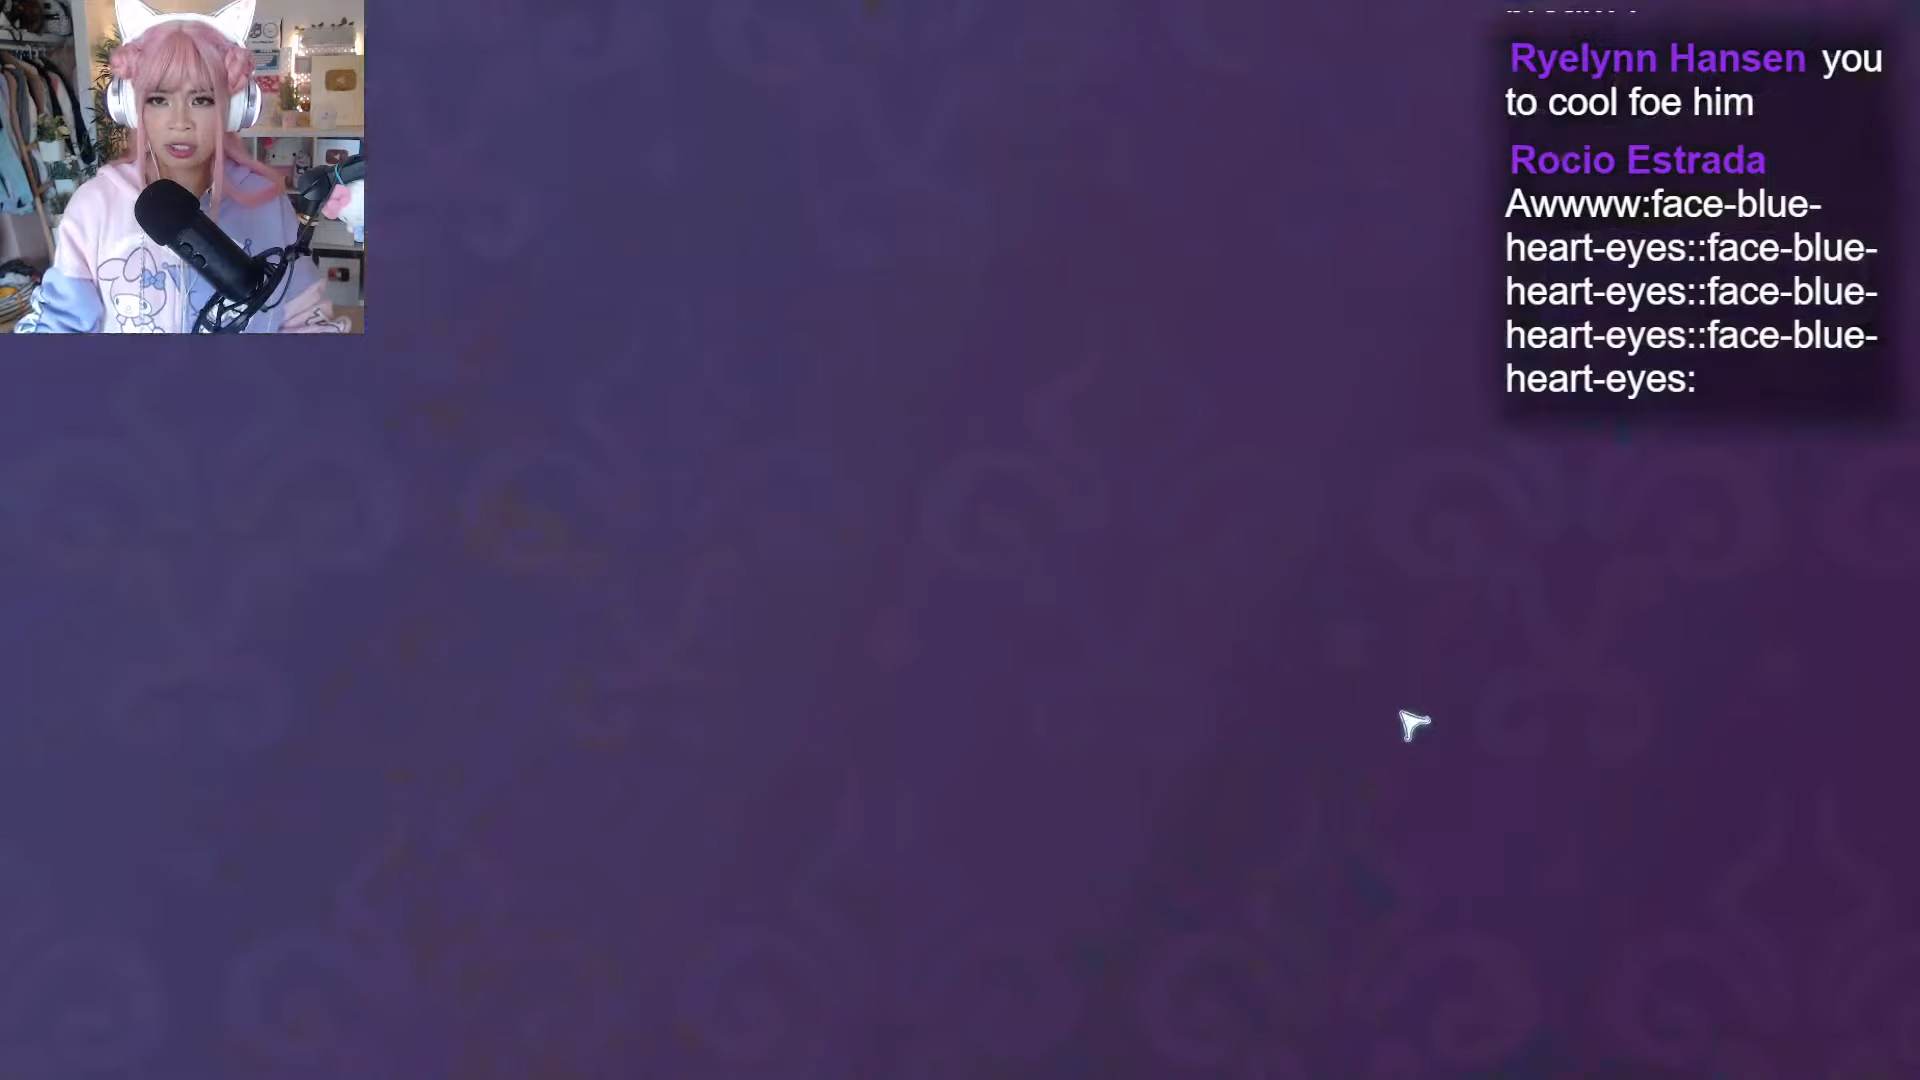 Ryelynn Hansen you
to cool foe him
Rocio Estrada
Awwww:face-blue-
heart-eyes::face-blue-
heart-eyes::face-blue-
heart-eyes::face-blue-
heart-eyes: